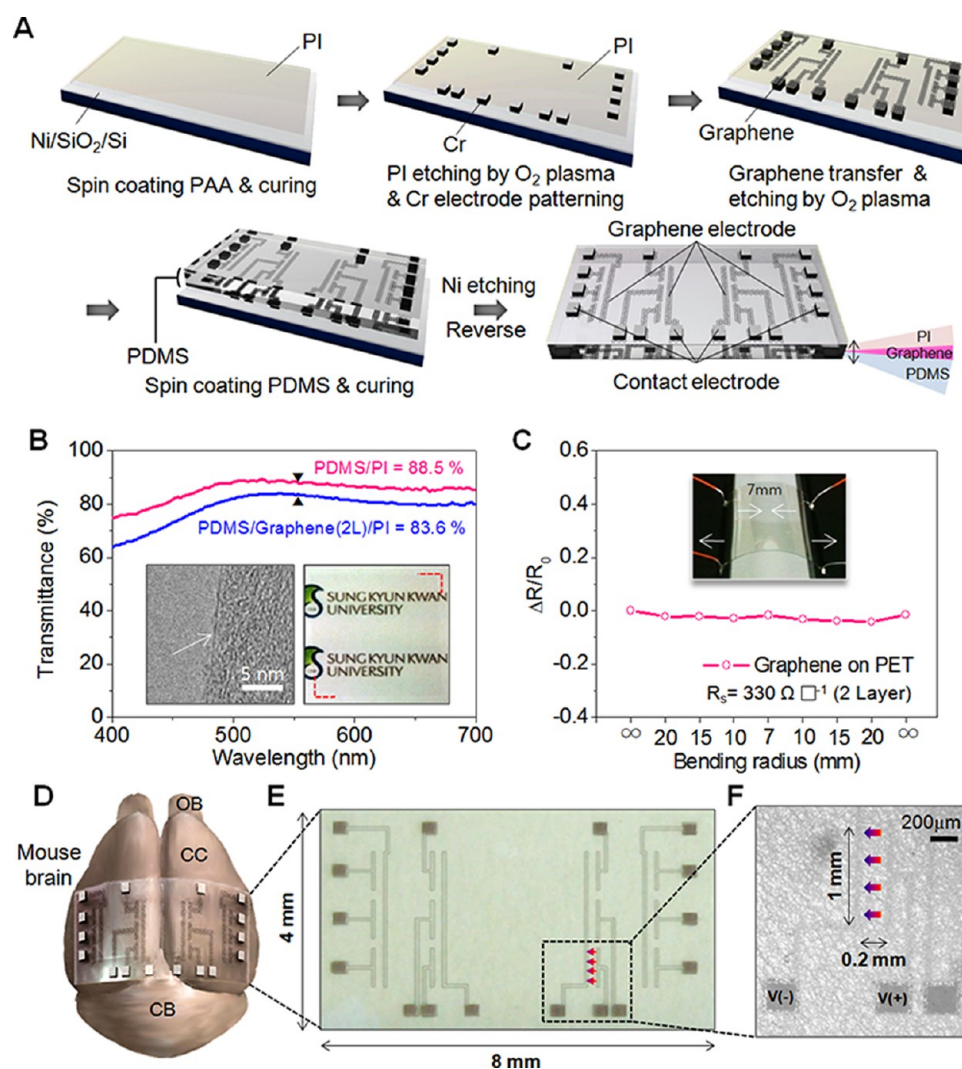 A
PI
Ni/SiO₂/Si
Spin coating PAA & curing
PI
Cr
PI etching by O₂ plasma
& Cr electrode patterning
Graphene
Graphene transfer &
etching by O₂ plasma
PDMS
Spin coating PDMS & curing
Ni etching
Reverse
Graphene electrode
Contact electrode
PI
Graphene
PDMS
B
Transmittance (%)
100
80
60
40
20
0
PDMS/PI = 88.5 %
PDMS/Graphene(2L)/PI = 83.6 %
5 nm
SUNG KYUN KWAN
UNIVERSITY
SUNG KYUN KWAN
UNIVERSITY
400
500
600
700
Wavelength (nm)
C
ΔR/R₀
0.6
0.4
0.2
0.0
-0.2
-0.4
7mm
Graphene on PET
Rs= 330 Ω □⁻¹ (2 Layer)
∞ 20 15 10 7 10 15 20 ∞
Bending radius (mm)
D
Mouse
brain
OB
CC
CB
E
4 mm
8 mm
F
200μm
1 mm
0.2 mm
V(-)
V(+)